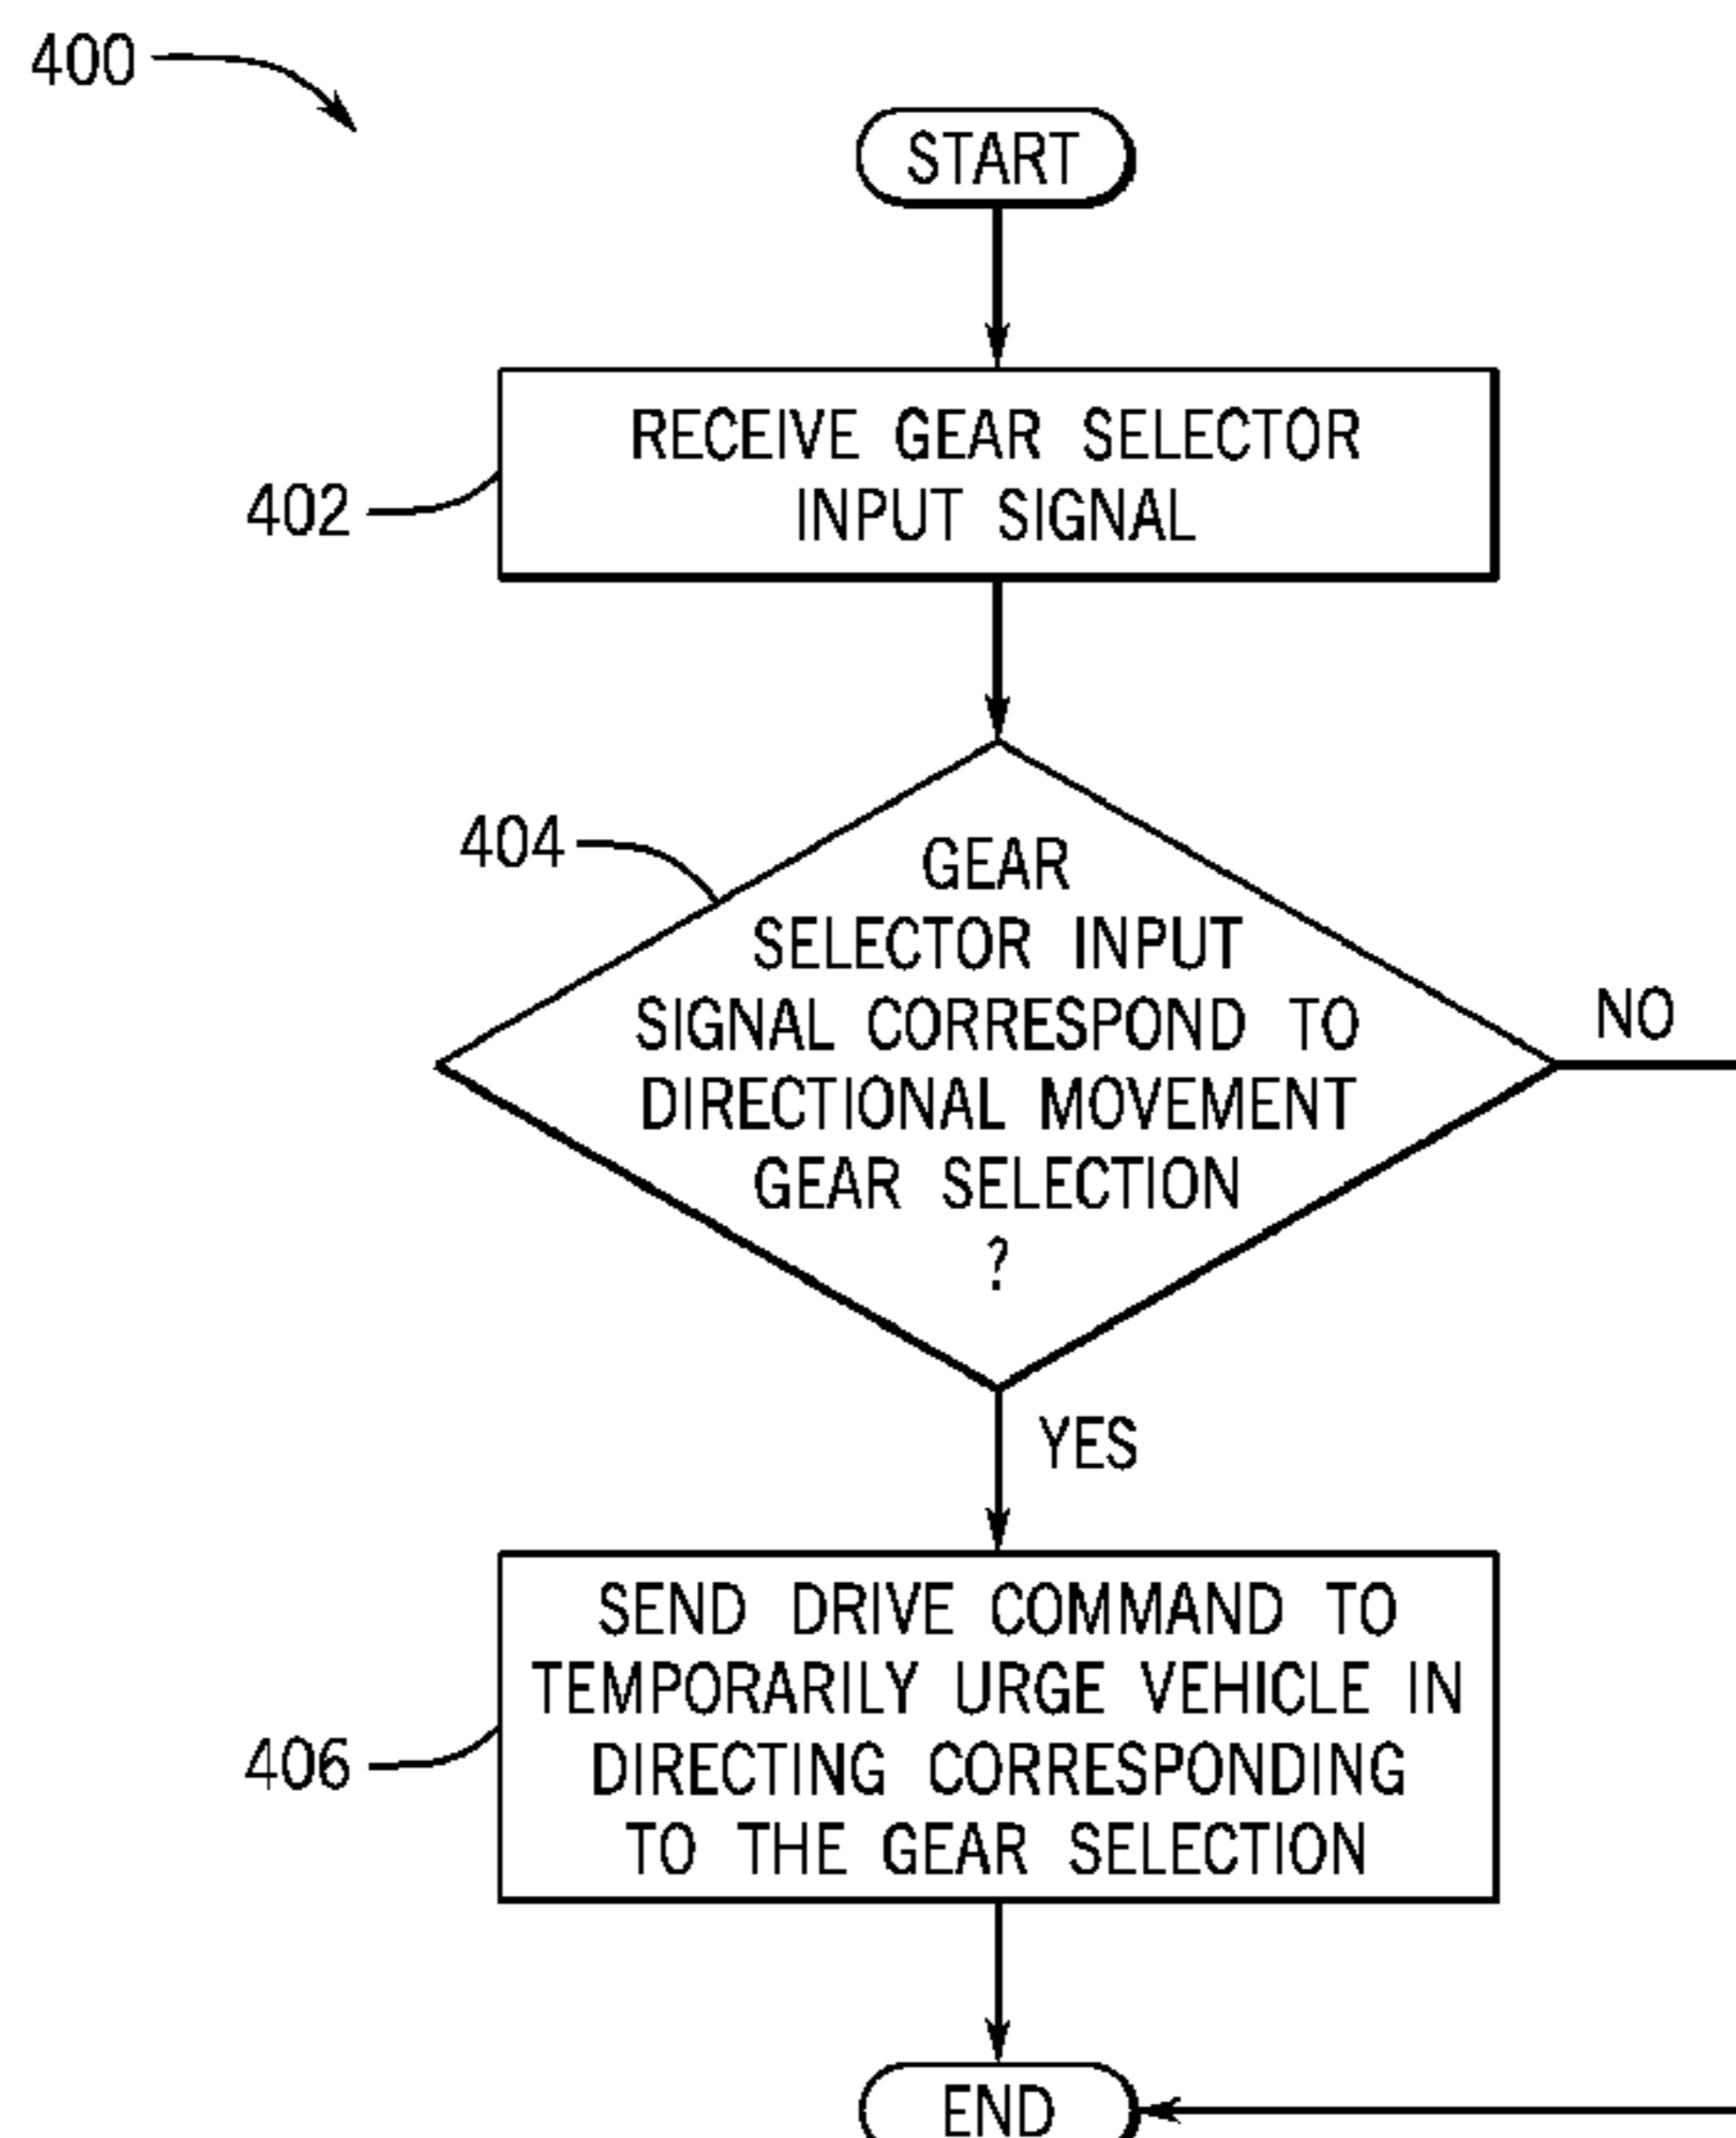 400
START
RECEIVE GEAR SELECTOR
INPUT SIGNAL
402
404
GEAR
SELECTOR INPUT
SIGNAL CORRESPOND TO
DIRECTIONAL MOVEMENT
GEAR SELECTION
?
NO
YES
SEND DRIVE COMMAND TO
TEMPORARILY URGE VEHICLE IN
DIRECTING CORRESPONDING
TO THE GEAR SELECTION
406
END